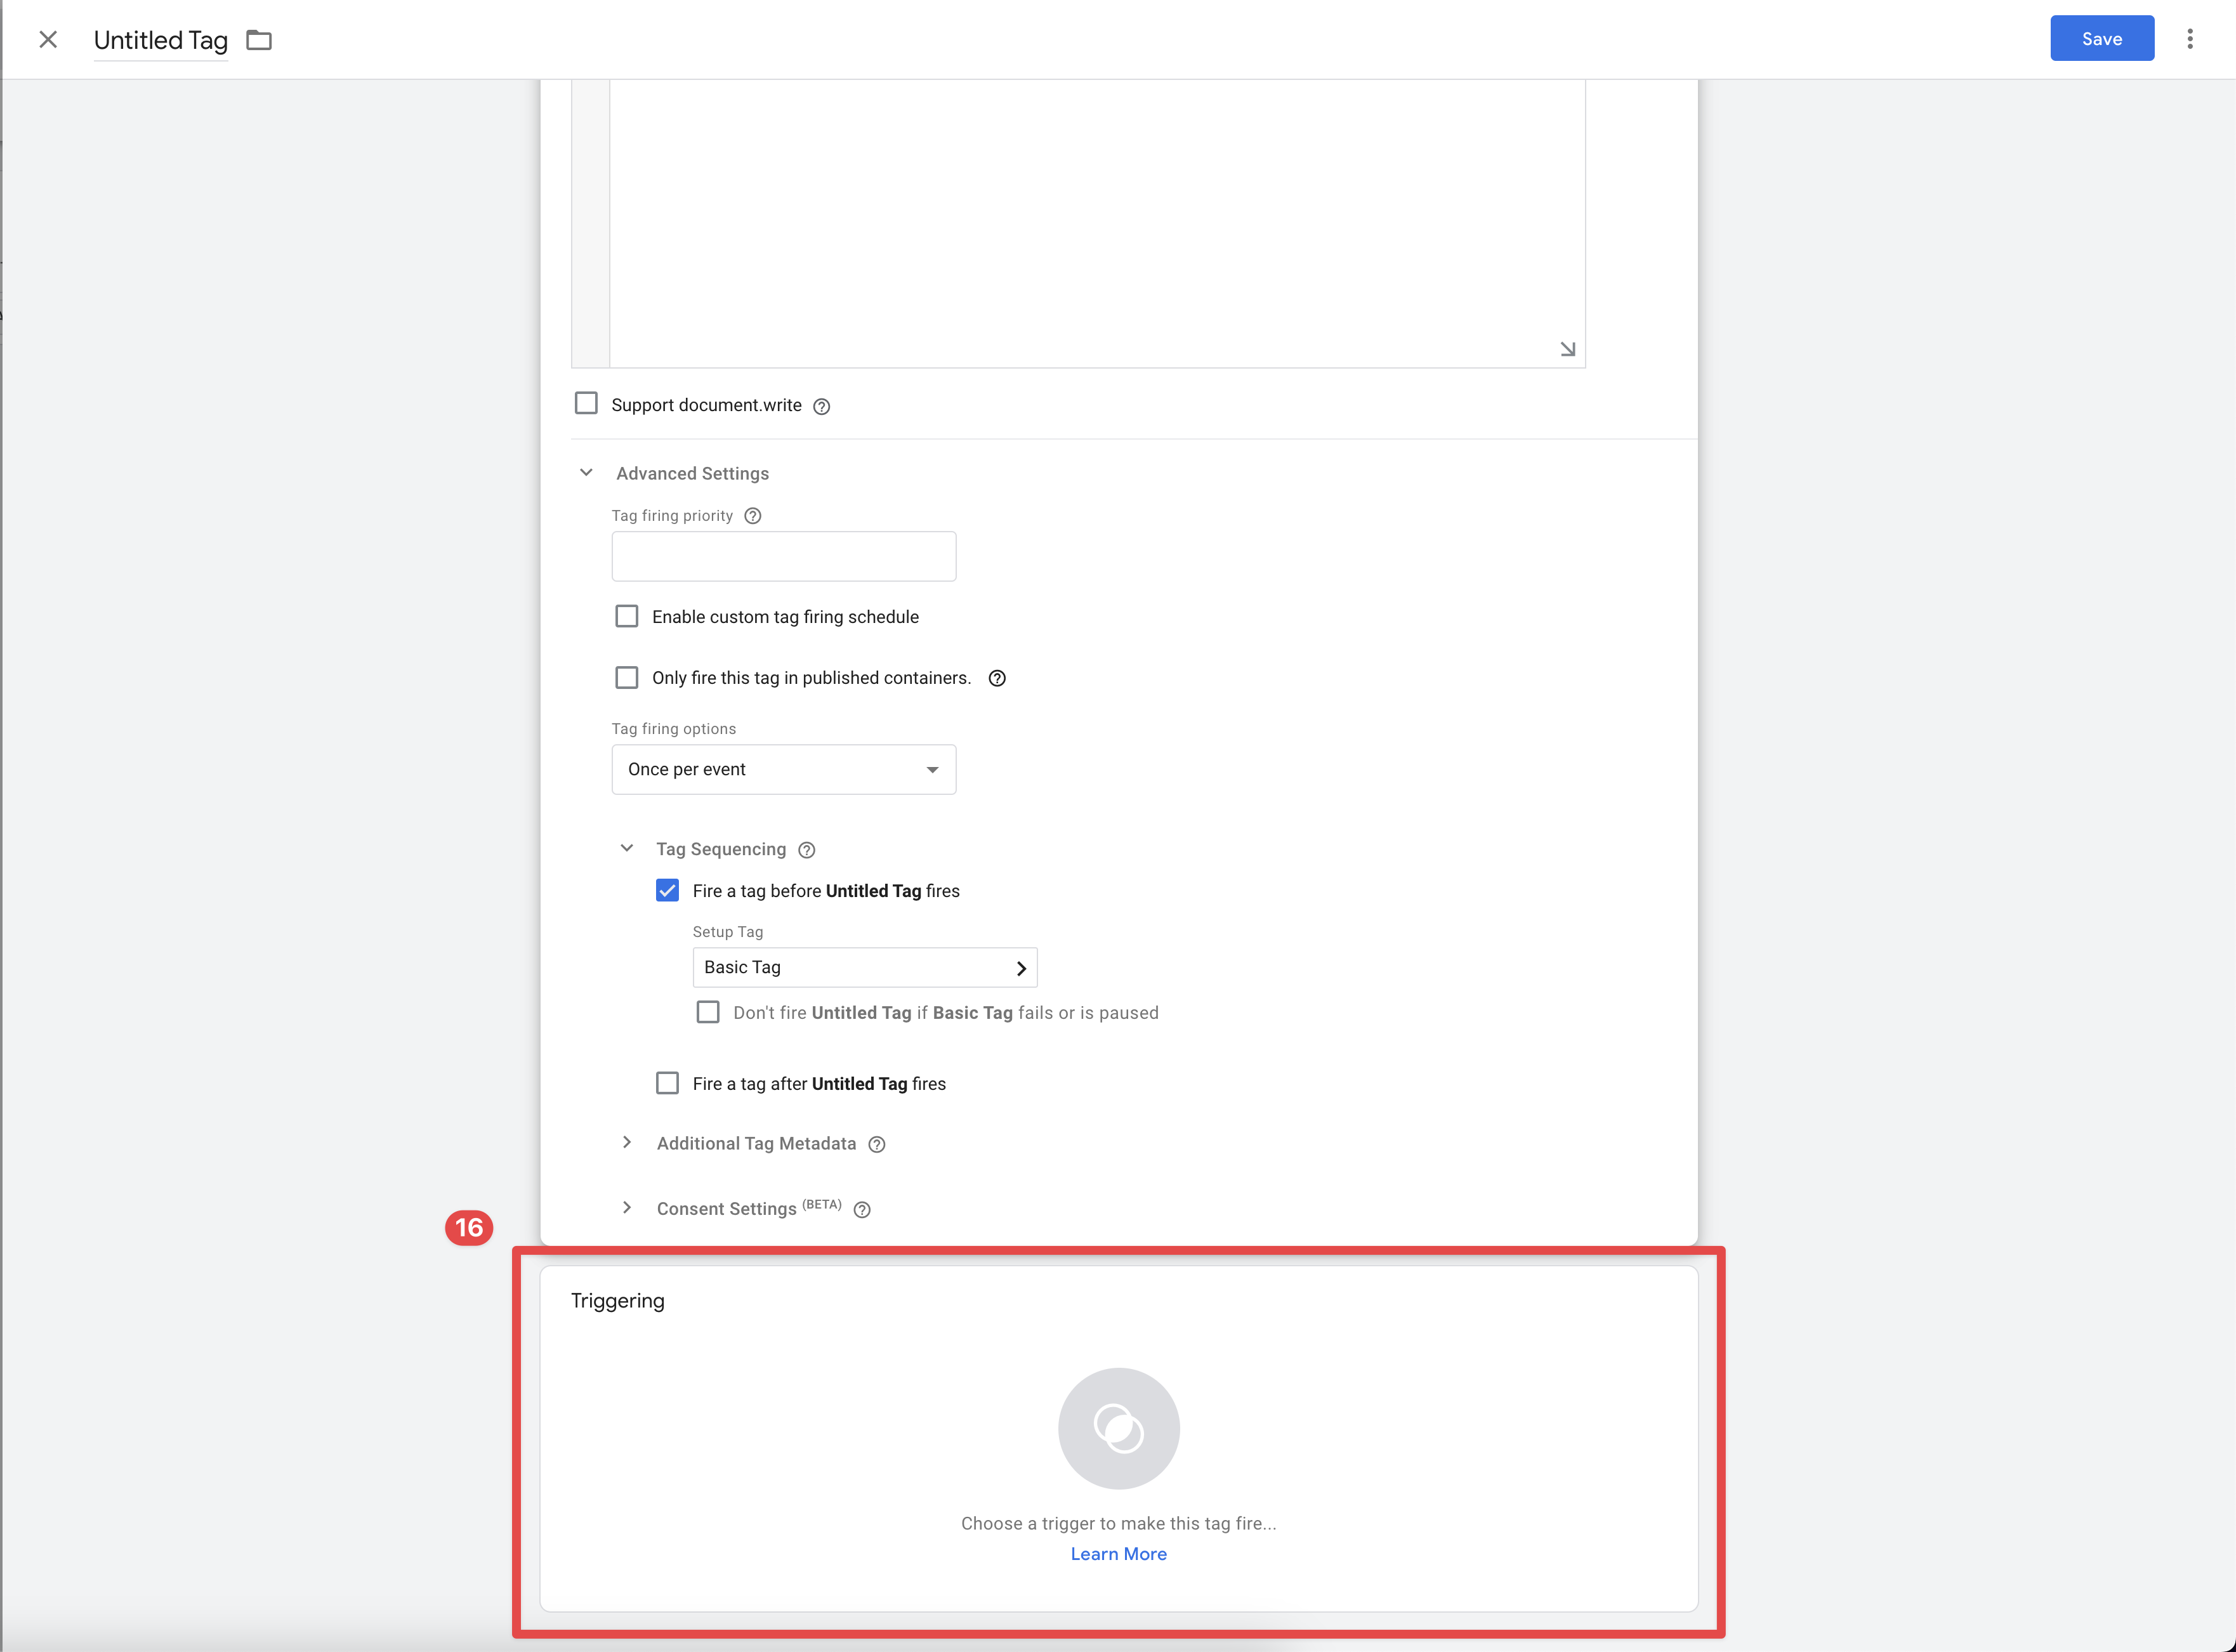 Untitled Tag
Save
Support document.write
Advanced Settings
Tag firing priority
Enable custom tag firing schedule
Only fire this tag in published containers.
Tag firing options
Once per event
Tag Sequencing
Fire a tag before Untitled Tag fires
Setup Tag
Basic Tag
Don't fire Untitled Tag if Basic Tag fails or is paused
Fire a tag after Untitled Tag fires
Additional Tag Metadata
Consent Settings (BETA)
16
Triggering
Choose a trigger to make this tag fire...
Learn More